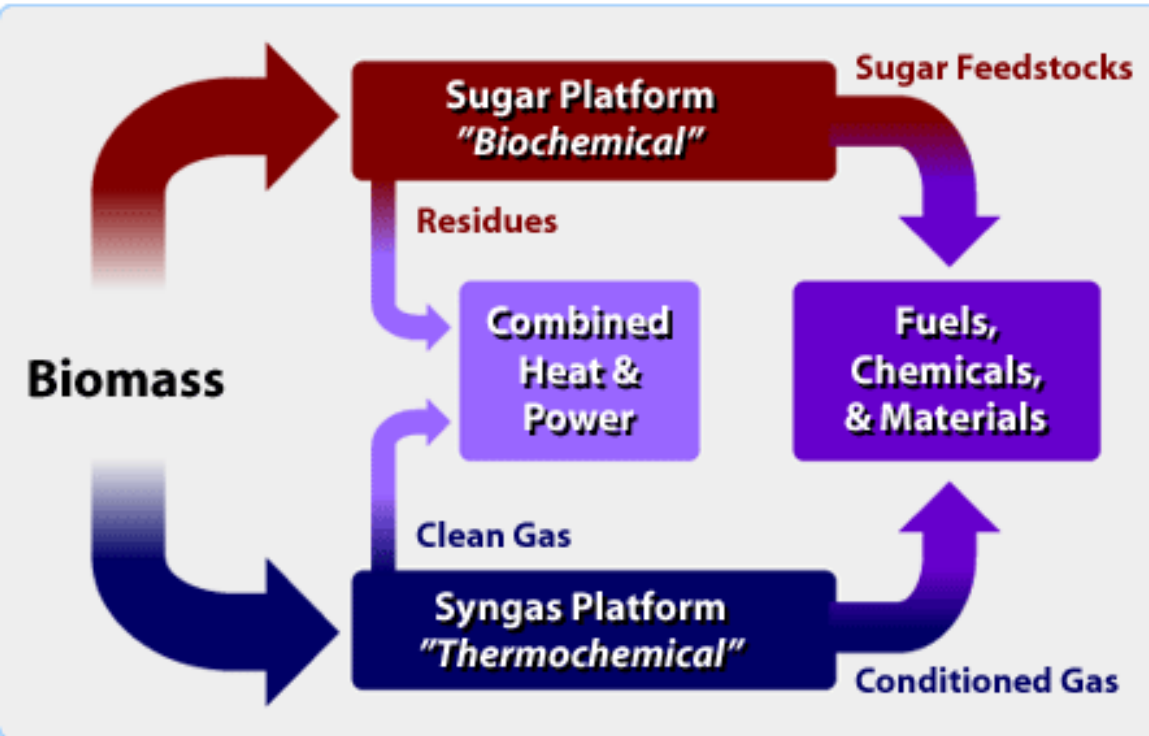 Sugar Feedstocks
Sugar Platform
"Biochemical"
Residues
Combined
Heat &
Power
Fuels,
Chemicals,
& Materials
Biomass
Clean Gas
Syngas Platform
"Thermochemical"
Conditioned Gas